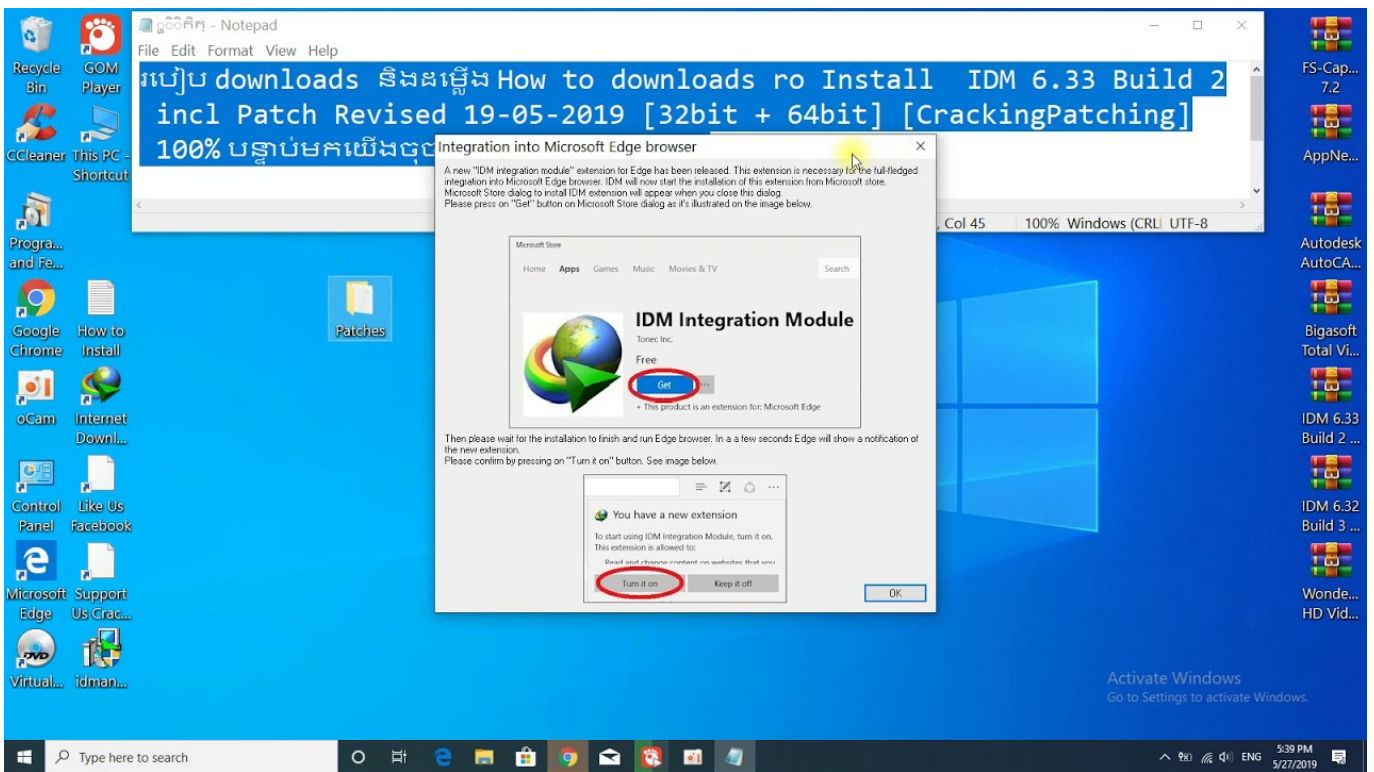 Recycle Bin
GOM Player
CCleaner
This PC - Shortcut
Progra... and Fe...
Google Chrome
How to Install
oCam
Internet Downl...
Control Panel
Like Us Facebook
Microsoft Edge
Support Us Crac...
Virtual...
idman...
- Notepad
File Edit Format View Help
របៀប downloads និងដម្លើង How to downloads ro Install IDM 6.33 Build 2
incl Patch Revised 19-05-2019 [32bit + 64bit] [CrackingPatching]
100% បន្ទាប់មកយើងចុច
, Col 45 100% Windows (CRLI UTF-8
Patches
Integration into Microsoft Edge browser
A new "IDM integration module" extension for Edge has been released. This extension is necessary for the full-fledged
integration into Microsoft Edge browser. IDM will now start the installation of this extension from Microsoft store.
Microsoft Store dialog to install IDM extension will appear when you close this dialog.
Please press on "Get" button on Microsoft Store dialog as it's illustrated on the image below.
Microsoft Store
Home Apps Games Music Movies & TV Search
IDM Integration Module
Tonec Inc.
Free
Get ...
+ This product is an extension for: Microsoft Edge
Then please wait for the installation to finish and run Edge browser. In a a few seconds Edge will show a notification of
the new extension.
Please confirm by pressing on "Turn it on" button. See image below.
You have a new extension
To start using IDM Integration Module, turn it on.
This extension is allowed to:
Read and change content on websites that you
Turn it on Keep it off
OK
FS-Cap... 7.2
AppNe...
Autodesk AutoCA...
Bigasoft Total Vi...
IDM 6.33 Build 2 ...
IDM 6.32 Build 3 ...
Wonde... HD Vid...
Activate Windows
Go to Settings to activate Windows.
Type here to search
ENG
5:39 PM
5/27/2019